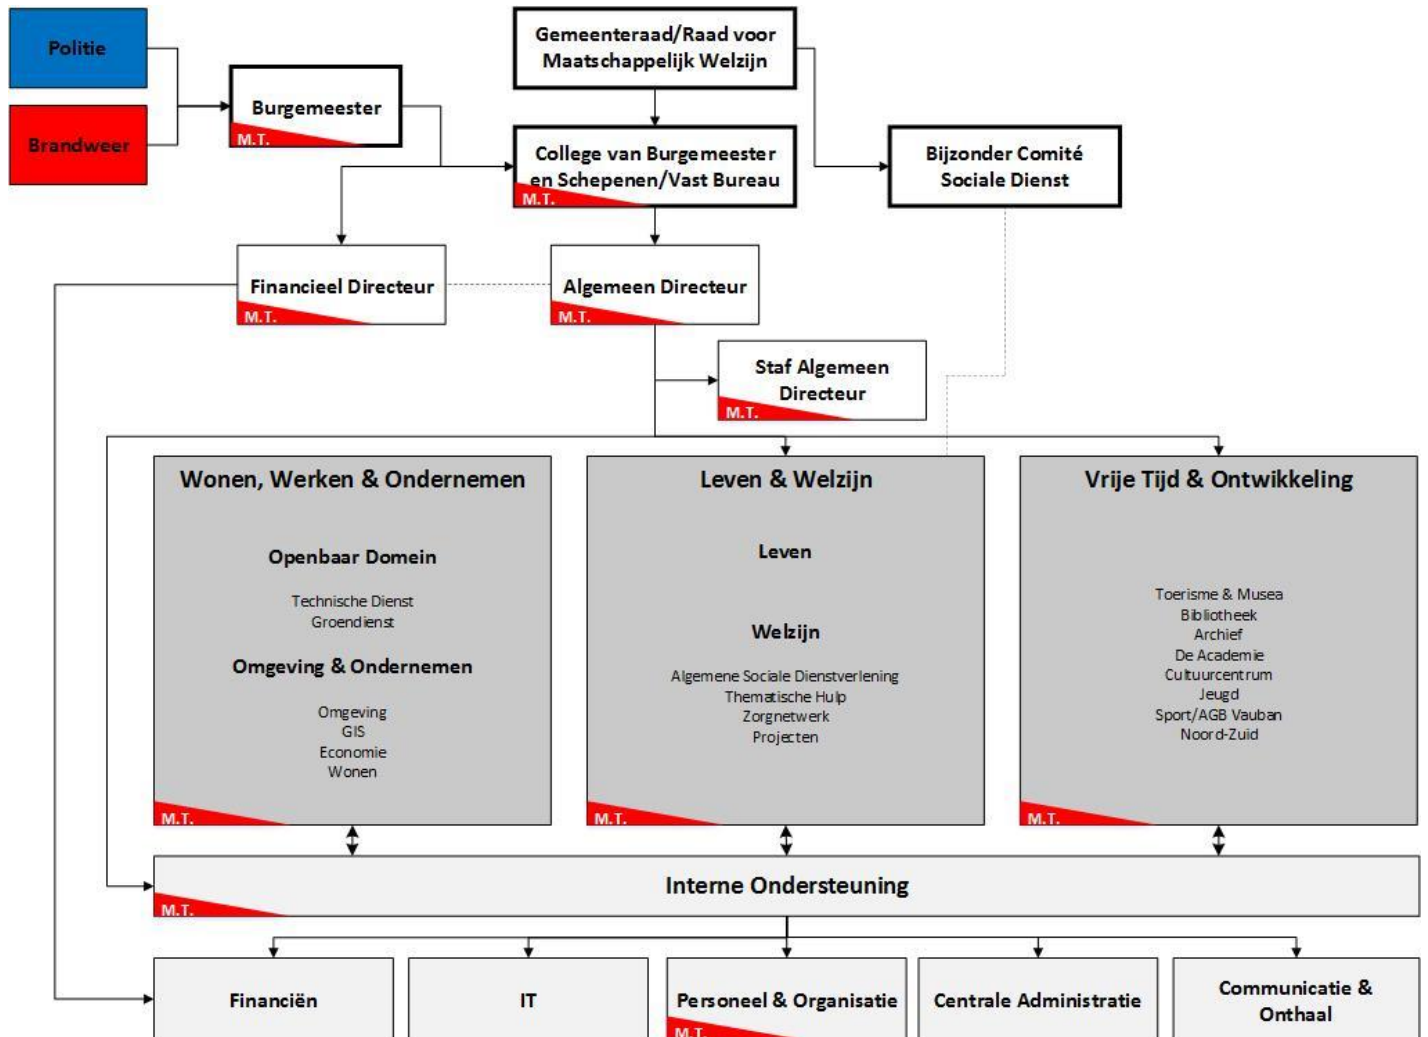 Politie
Brandweer
Burgemeester
M.T.
Gemeenteraad/Raad voor
Maatschappelijk Welzijn
College van Burgemeester
en Schepenen/Vast Bureau
M.T.
Bijzonder Comité
Sociale Dienst
Financieel Directeur
M.T.
Algemeen Directeur
M.T.
Staf Algemeen
Directeur
M.T.
Wonen, Werken & Ondernemen
Openbaar Domein
Technische Dienst
Groendienst
Omgeving & Ondernemen
Omgeving
GIS
Economie
Wonen
M.T.
Leven & Welzijn
Leven
Welzijn
Algemene Sociale Dienstverlening
Thematische Hulp
Zorgnetwerk
Projecten
M.T.
Vrije Tijd & Ontwikkeling
Toerisme & Musea
Bibliotheek
Archief
De Academie
Cultuurcentrum
Jeugd
Sport/AGB Vauban
Noord-Zuid
M.T.
Interne Ondersteuning
M.T.
Financiën
IT
Personeel & Organisatie
M.T.
Centrale Administratie
Communicatie &
Onthaal